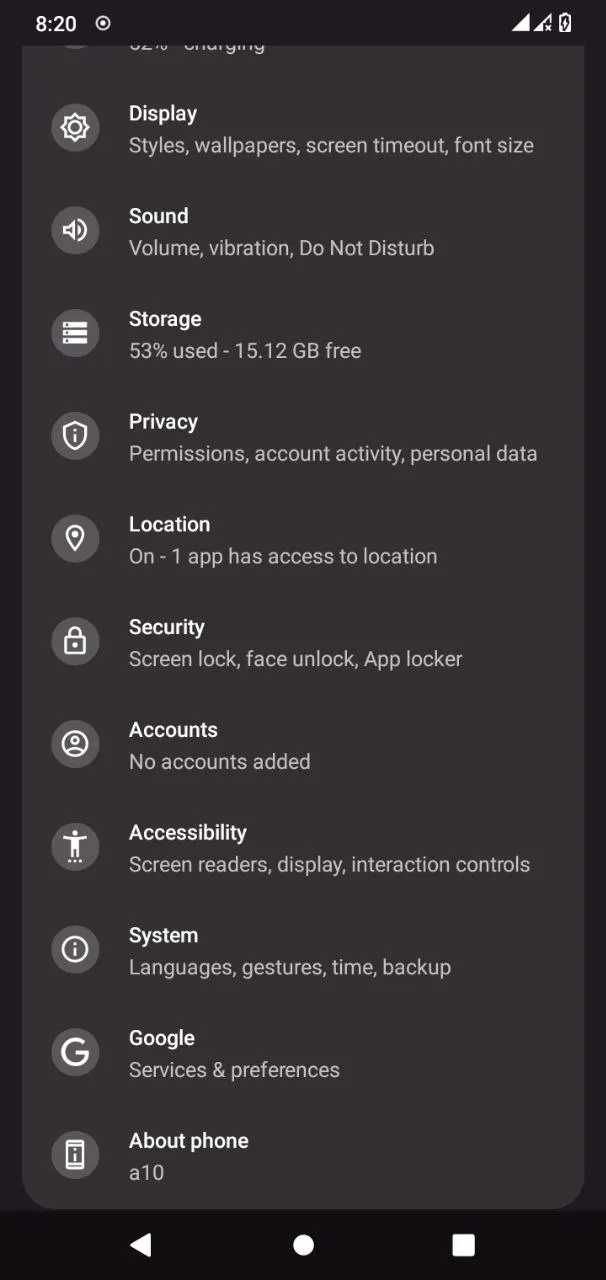 8:20
52% - charging
Display
Styles, wallpapers, screen timeout, font size
Sound
Volume, vibration, Do Not Disturb
Storage
53% used - 15.12 GB free
Privacy
Permissions, account activity, personal data
Location
On - 1 app has access to location
Security
Screen lock, face unlock, App locker
Accounts
No accounts added
Accessibility
Screen readers, display, interaction controls
System
Languages, gestures, time, backup
Google
Services & preferences
About phone
a10